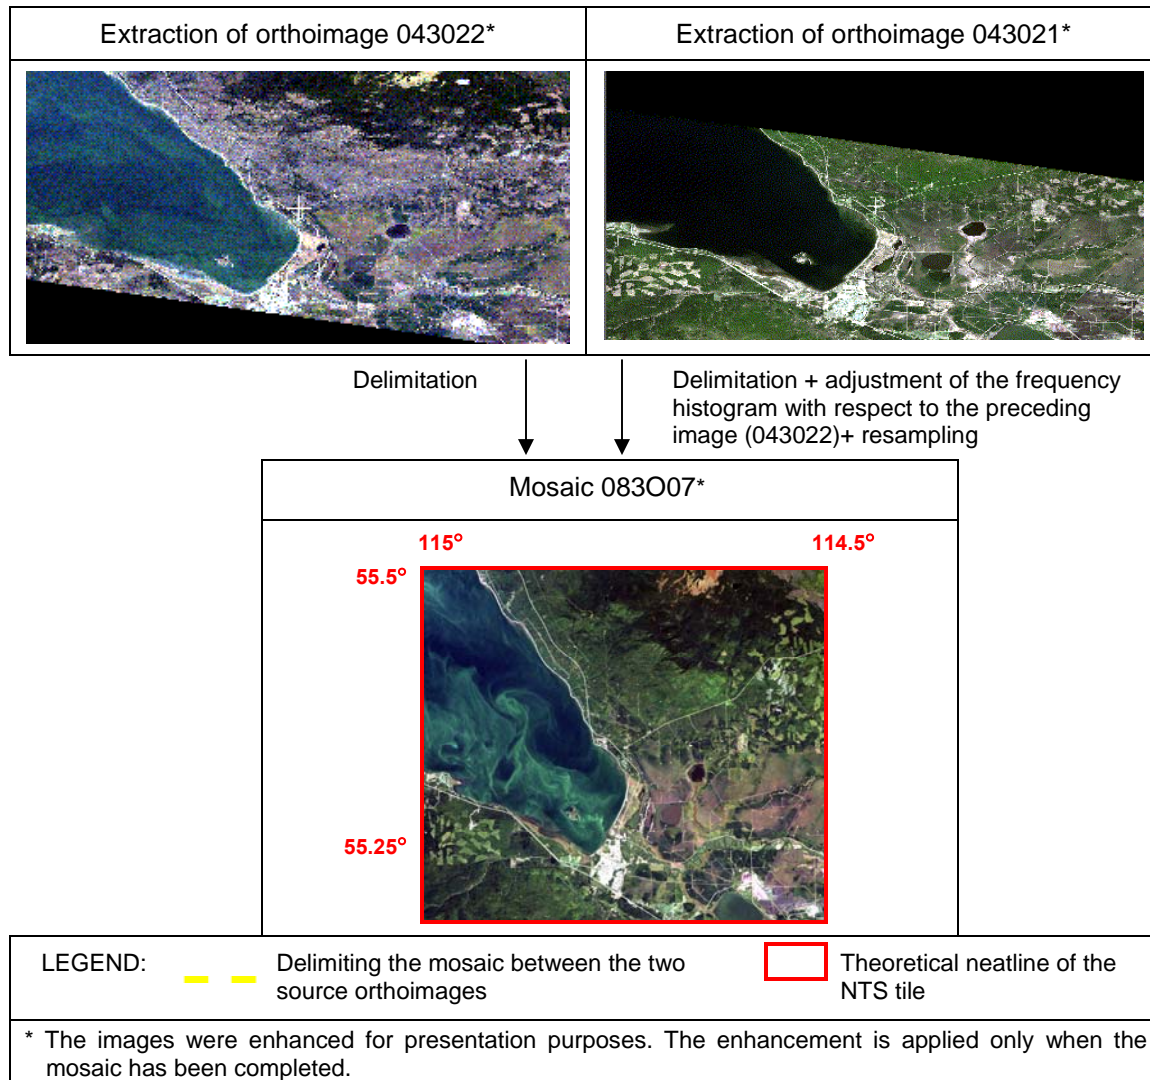 Extraction of orthoimage 043022*
Extraction of orthoimage 043021*
Delimitation
Delimitation + adjustment of the frequency
histogram with respect to the preceding
image (043022)+ resampling
Mosaic 083O07*
115°
114.5°
55.5°
55.25°
LEGEND:
Delimiting the mosaic between the two
source orthoimages
Theoretical neatline of the
NTS tile
* The images were enhanced for presentation purposes. The enhancement is applied only when the
mosaic has been completed.